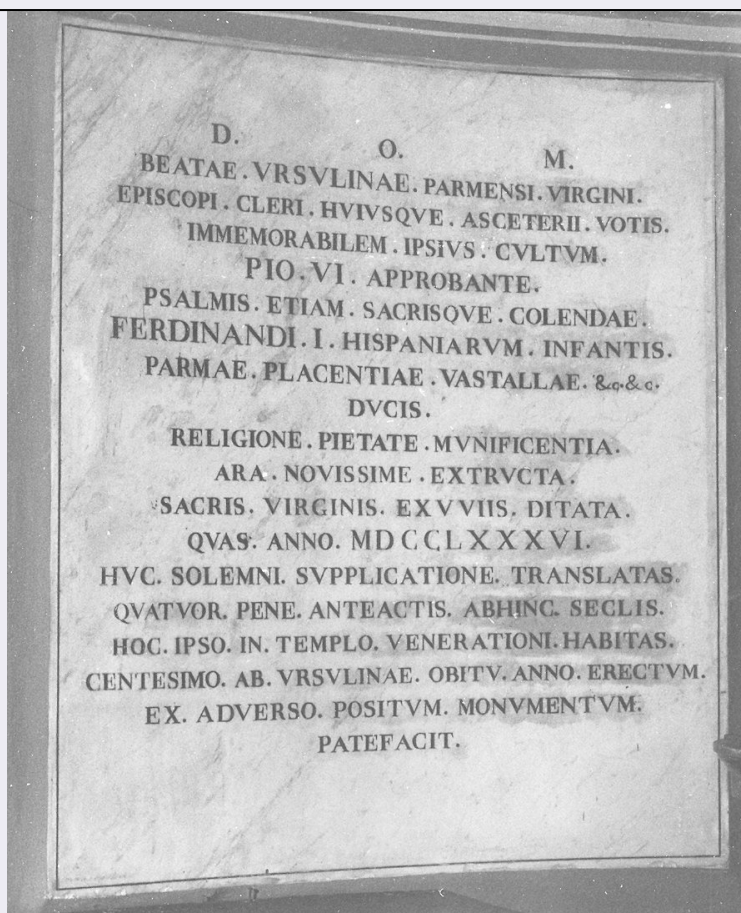 D. O. M.
BEATAE . VRSVLINAE . PARMENSI . VIRGINI .
EPISCOPI . CLERI . HVIVSQVE . ASCETERII . VOTIS .
IMMEMORABILEM . IPSIVS . CVLTVM .
PIO . VI . APPROBANTE .
PSALMIS . ETIAM . SACRISQVE . COLENDAE .
FERDINANDI . I . HISPANIARVM . INFANTIS .
PARMAE . PLACENTIAE . VASTALLAE . &c. &c.
DVCIS .
RELIGIONE . PIETATE . MVNIFICENTIA .
ARA . NOVISSIME . EXTRVCTA .
SACRIS . VIRGINIS . EXVVIIS . DITATA .
QVAS . ANNO . MDCCLXXXVI .
HVC . SOLEMNI . SVPPLICATIONE . TRANSLATAS .
QVATVOR . PENE . ANTEACTIS . ABHINC . SECLIS .
HOC . IPSO . IN . TEMPLO . VENERATIONI . HABITAS .
CENTESIMO . AB . VRSVLINAE . OBITV . ANNO . ERECTVM .
EX . ADVERSO . POSITVM . MONVMENTVM .
PATEFACIT .